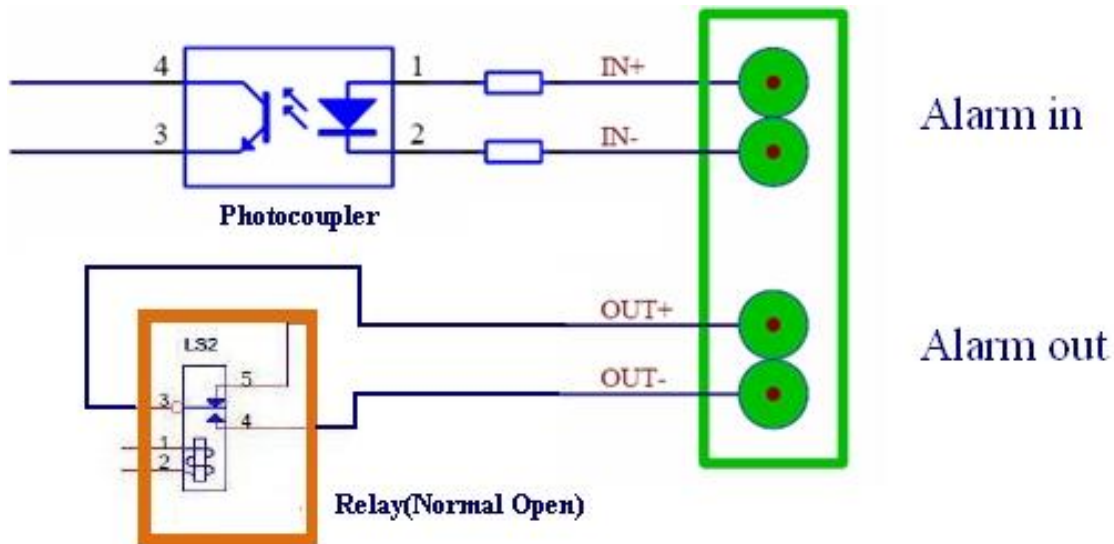 4
1
IN+
3
2
IN-
Alarm in
Photocoupler
OUT+
OUT-
Alarm out
LS2
5
3
4
1
2
Relay(Normal Open)